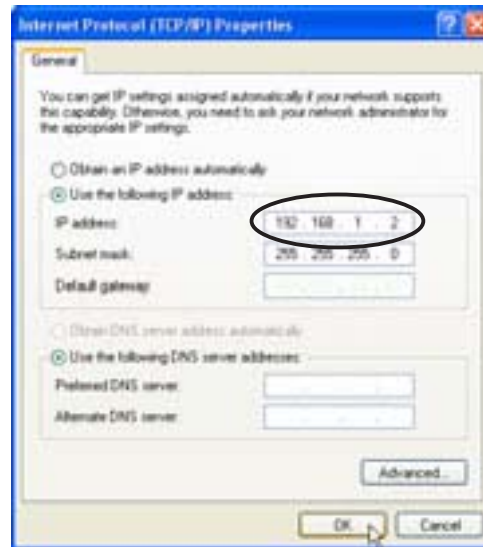 Internet Protocol (TCP/IP) Properties
General
You can get IP settings assigned automatically if your network supports
this capability. Otherwise, you need to ask your network administrator for
the appropriate IP settings.
Obtain an IP address automatically
Use the following IP address:
IP address: 192 . 168 . 1 . 2
Subnet mask: 255 . 255 . 255 . 0
Default gateway: . . .
Obtain DNS server address automatically
Use the following DNS server addresses:
Preferred DNS server: . . .
Alternate DNS server: . . .
Advanced...
OK Cancel